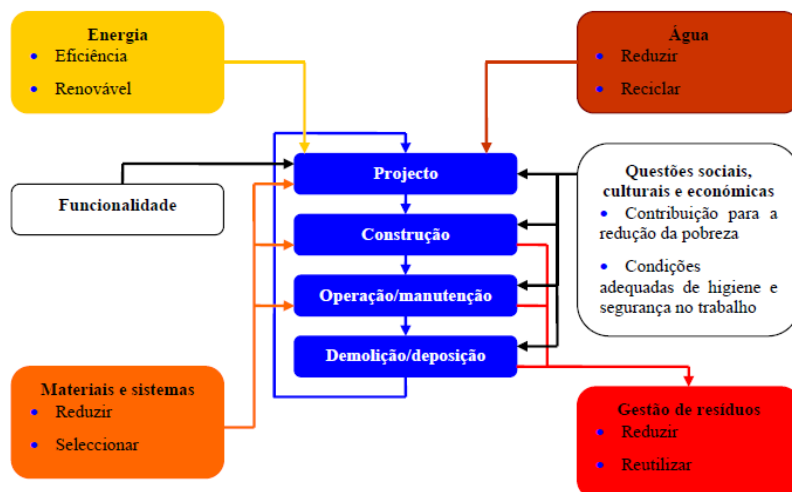 Energia
Eficiência
Renovável
Água
Reduzir
Reciclar
Projecto
Funcionalidade
Questões sociais,
culturais e económicas
Contribuição para a
redução da pobreza
Condições
adequadas de higiene e
segurança no trabalho
Construção
Operação/manutenção
Demolição/deposição
Materiais e sistemas
Reduzir
Seleccionar
Gestão de resíduos
Reduzir
Reutilizar